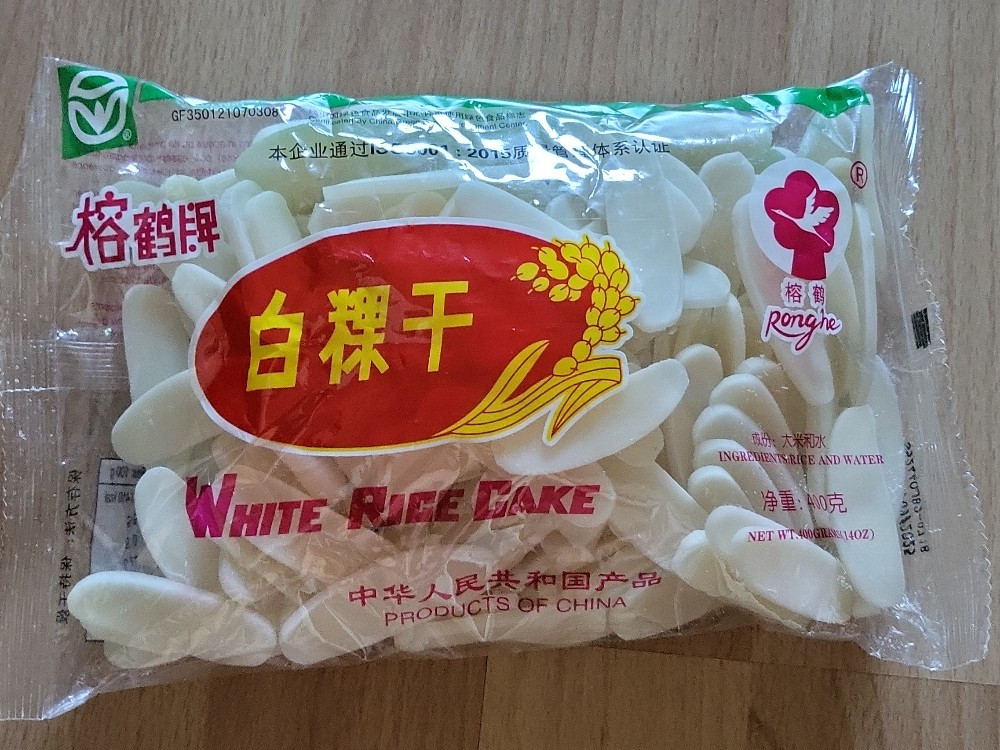 GF350121070308
本企业通过ISO9001：2015质量管理体系认证
榕鹤牌
®
白粿干
榕鹤
Ronghe
WHITE RICE CAKE
成份：大米和水
INGREDIENTS:RICE AND WATER
净重：400克
NET WT.400GRAMS(14OZ)
中华人民共和国产品
PRODUCTS OF CHINA